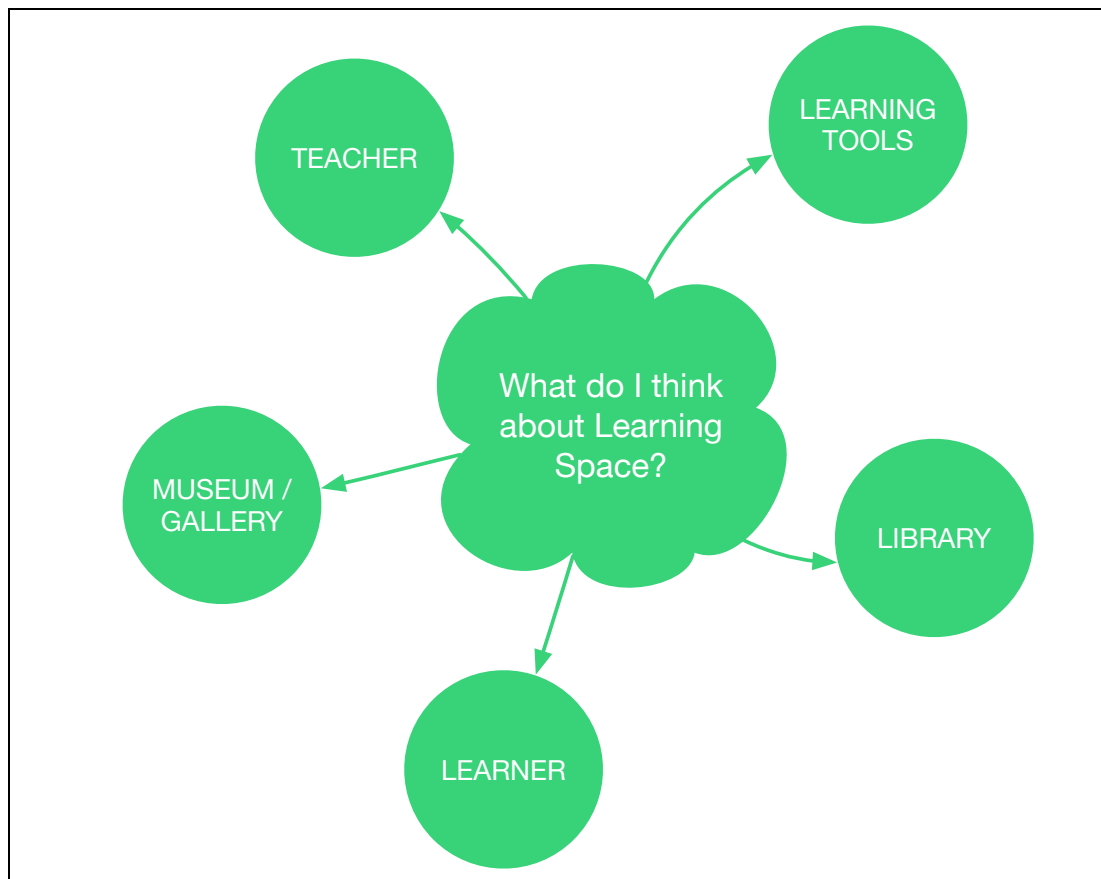 LEARNING
TOOLS
TEACHER
What do I think
about Learning
Space?
MUSEUM /
GALLERY
LIBRARY
LEARNER